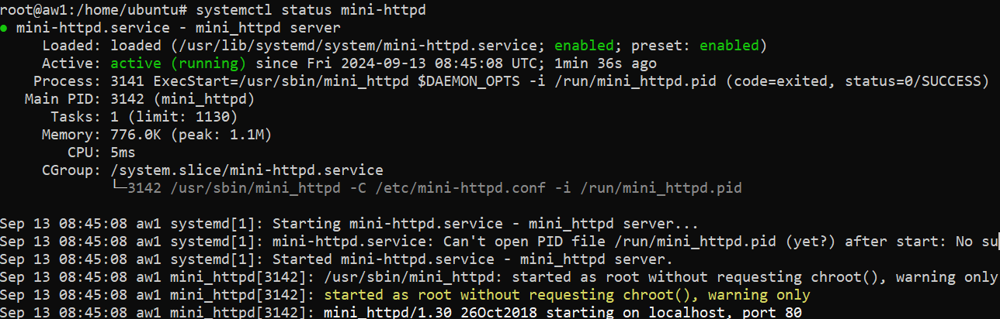 root@aw1:/home/ubuntu# systemctl status mini-httpd
● mini-httpd.service - mini_httpd server
Loaded: loaded (/usr/lib/systemd/system/mini-httpd.service; enabled; preset: enabled)
Active: active (running) since Fri 2024-09-13 08:45:08 UTC; 1min 36s ago
Process: 3141 ExecStart=/usr/sbin/mini_httpd $DAEMON_OPTS -i /run/mini_httpd.pid (code=exited, status=0/SUCCESS)
Main PID: 3142 (mini_httpd)
Tasks: 1 (limit: 1130)
Memory: 776.0K (peak: 1.1M)
CPU: 5ms
CGroup: /system.slice/mini-httpd.service
└─3142 /usr/sbin/mini_httpd -C /etc/mini-httpd.conf -i /run/mini_httpd.pid
Sep 13 08:45:08 aw1 systemd[1]: Starting mini-httpd.service - mini_httpd server...
Sep 13 08:45:08 aw1 systemd[1]: mini-httpd.service: Can't open PID file /run/mini_httpd.pid (yet?) after start: No su
Sep 13 08:45:08 aw1 systemd[1]: Started mini-httpd.service - mini_httpd server.
Sep 13 08:45:08 aw1 mini_httpd[3142]: /usr/sbin/mini_httpd: started as root without requesting chroot(), warning only
Sep 13 08:45:08 aw1 mini_httpd[3142]: started as root without requesting chroot(), warning only
Sep 13 08:45:08 aw1 mini_httpd[3142]: mini_httpd/1.30 26Oct2018 starting on localhost, port 80